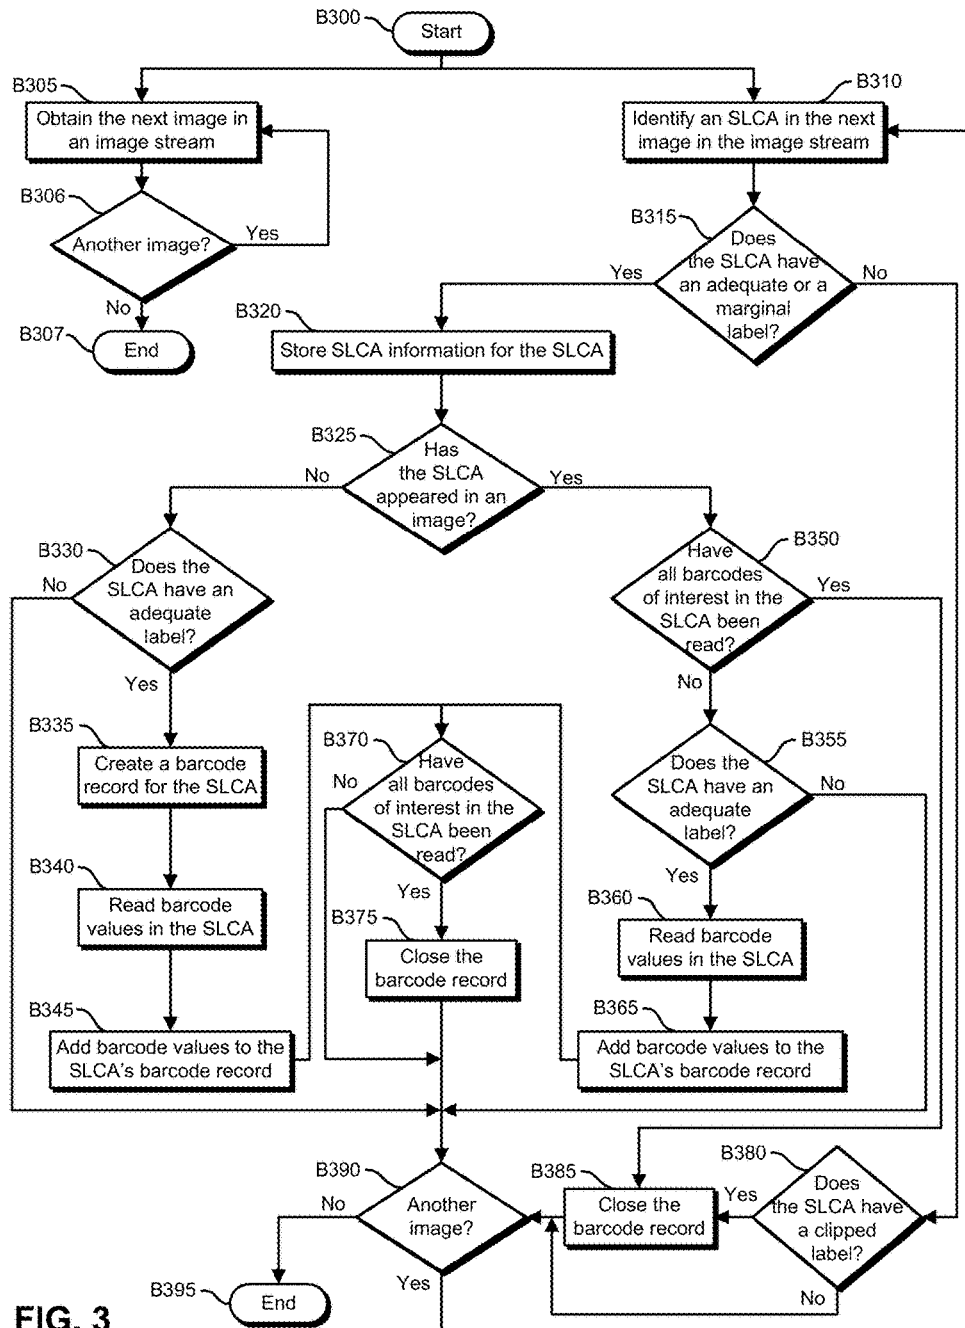 B300
Start
B305
Obtain the next image in
an image stream
B310
Identify an SLCA in the next
image in the image stream
B306
Another image?
Yes
No
B307
End
B315
Does
the SLCA have
an adequate or a
marginal
label?
Yes
No
B320
Store SLCA information for the SLCA
B325
Has
the SLCA
appeared in an
image?
No
Yes
B330
Does the
SLCA have an
adequate
label?
No
Yes
B350
Have
all barcodes
of interest in the
SLCA been
read?
Yes
No
B335
Create a barcode
record for the SLCA
B370
Have
all barcodes
of interest in the
SLCA been
read?
No
Yes
B355
Does the
SLCA have an
adequate
label?
No
Yes
B340
Read barcode
values in the SLCA
B375
Close the
barcode record
B360
Read barcode
values in the SLCA
B345
Add barcode values to the
SLCA's barcode record
B365
Add barcode values to the
SLCA's barcode record
B390
Another
image?
No
Yes
B385
Close the
barcode record
B380
Does
the SLCA have
a clipped
label?
Yes
No
B395
End
FIG. 3